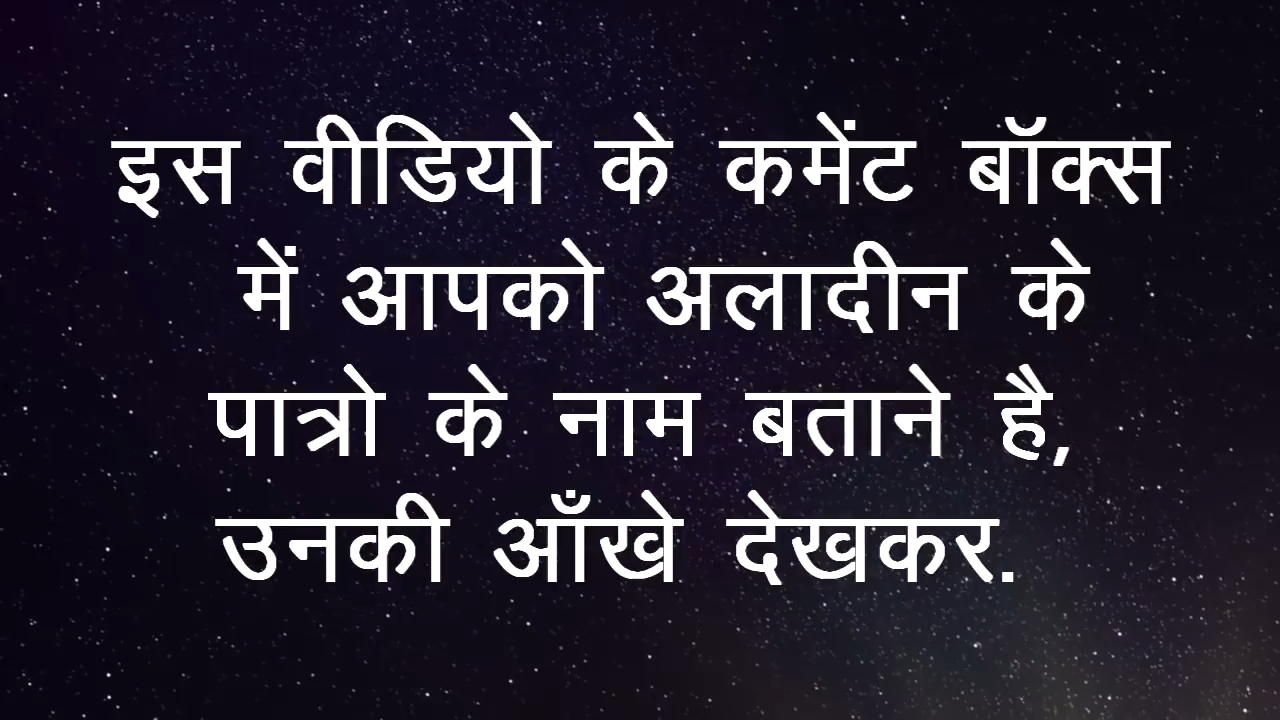 इस वीडियो के कमेंट बॉक्स
में आपको अलादीन के
पात्रो के नाम बताने है,
उनकी आँखे देखकर.